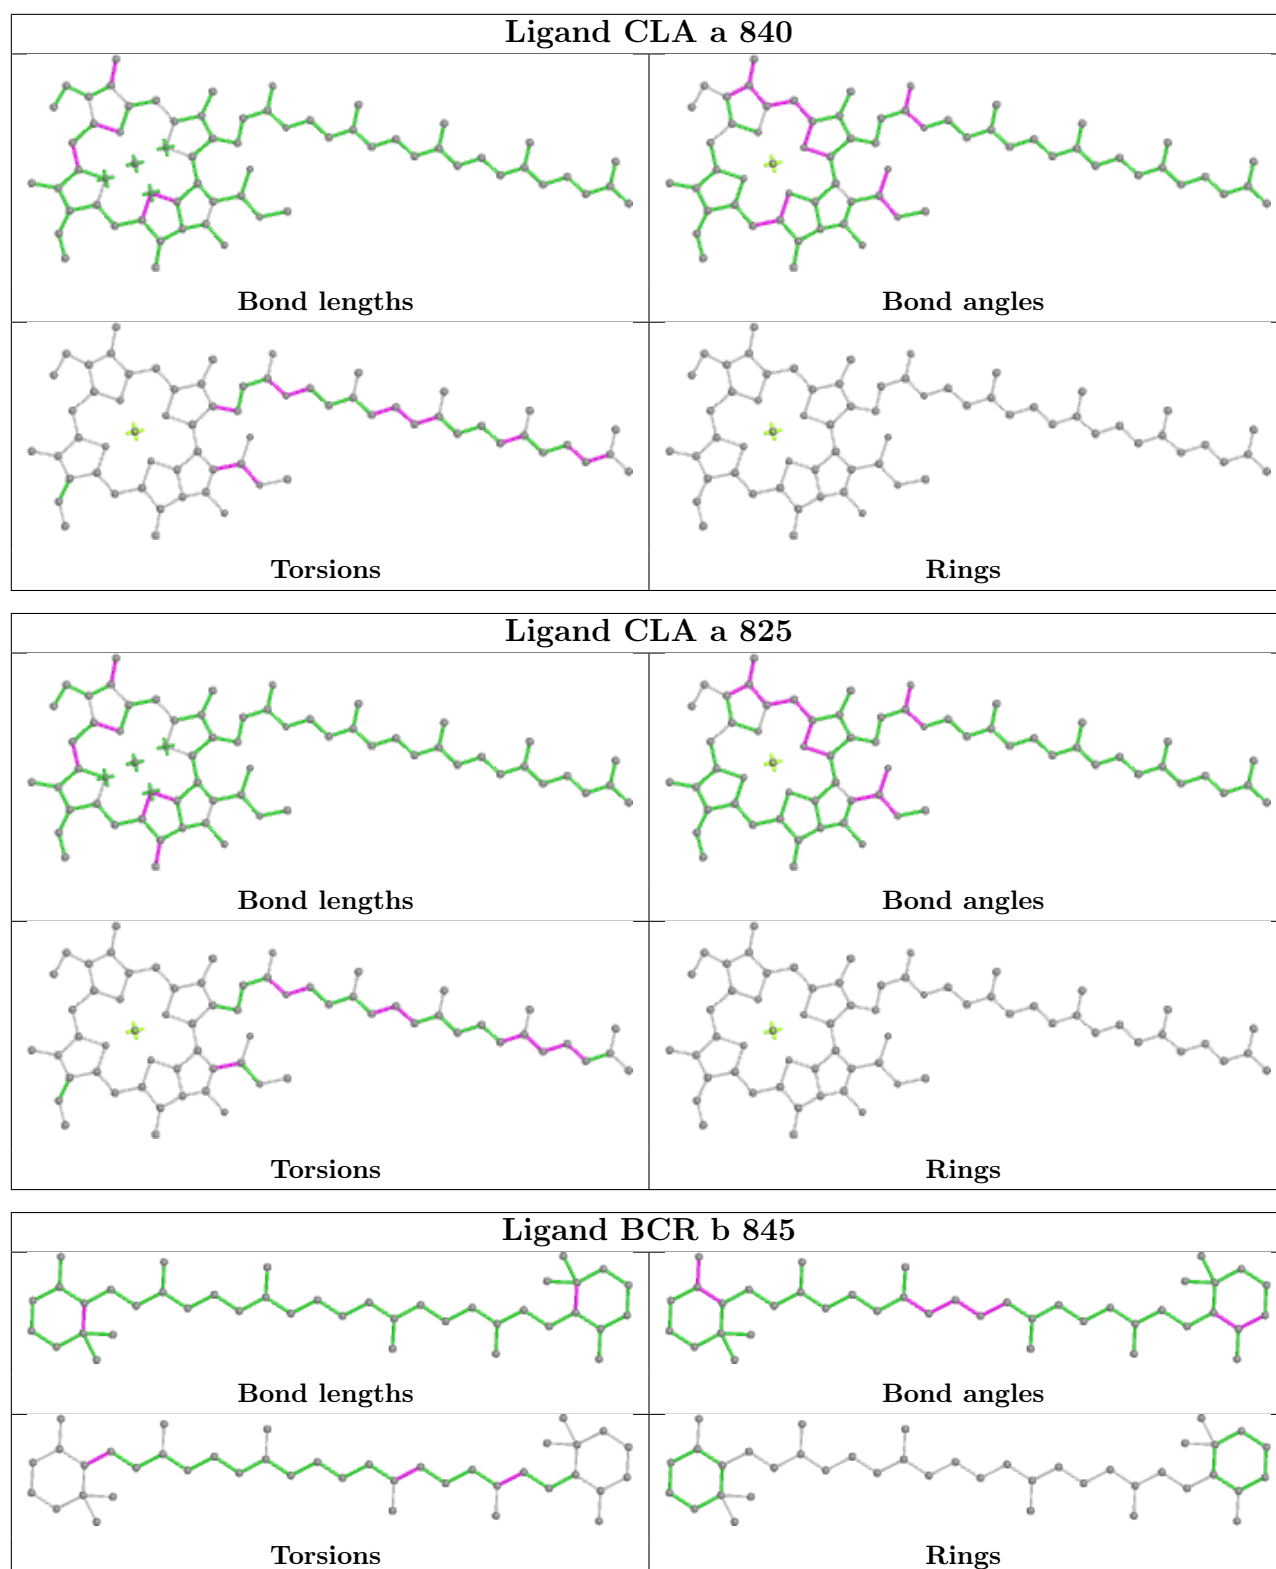 Ligand CLA a 840
Bond lengths
Bond angles
Torsions
Rings
Ligand CLA a 825
Bond lengths
Bond angles
Torsions
Rings
Ligand BCR b 845
Bond lengths
Bond angles
Torsions
Rings